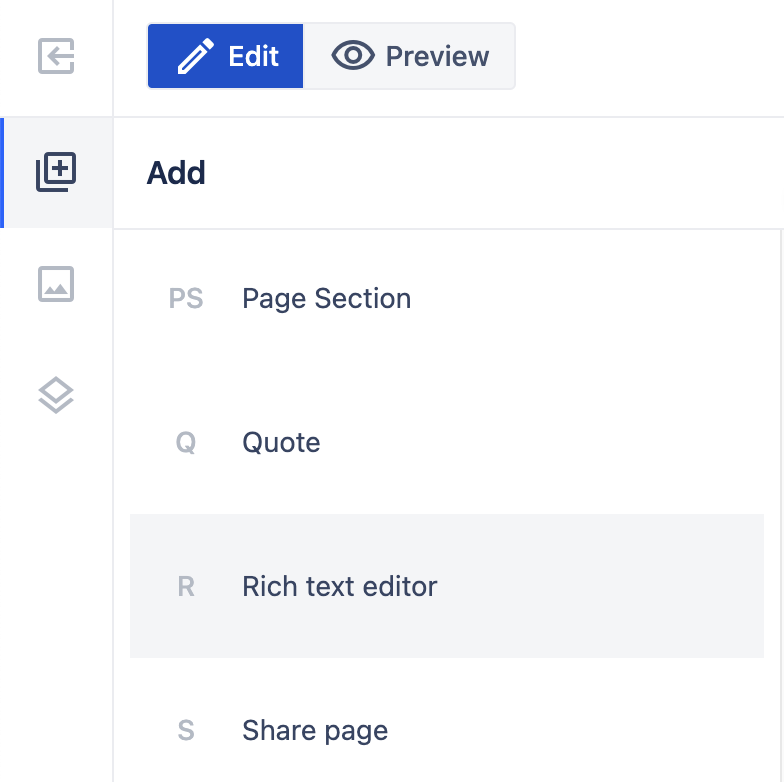 Edit Preview
Add
PS Page Section
Q Quote
R Rich text editor
S Share page